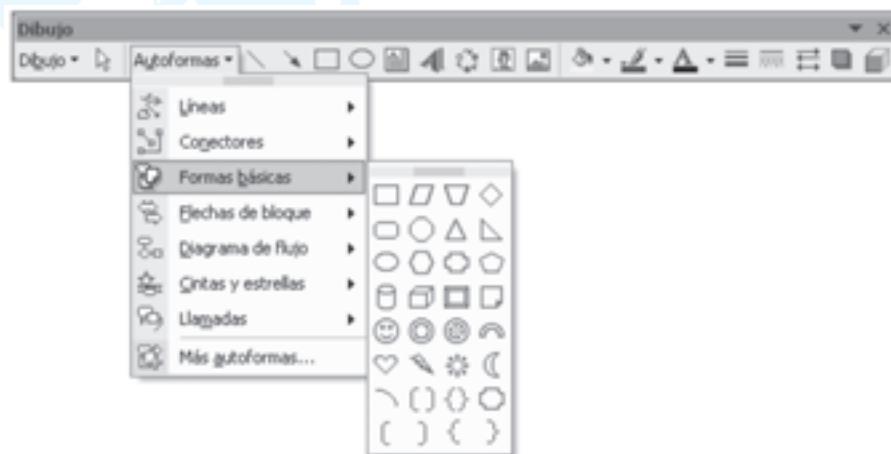 Dibujo
Dibujo Autoformas
Líneas
Conectores
Formas básicas
Flechas de bloque
Diagrama de flujo
Cintas y estrellas
Llamadas
Más autoformas...